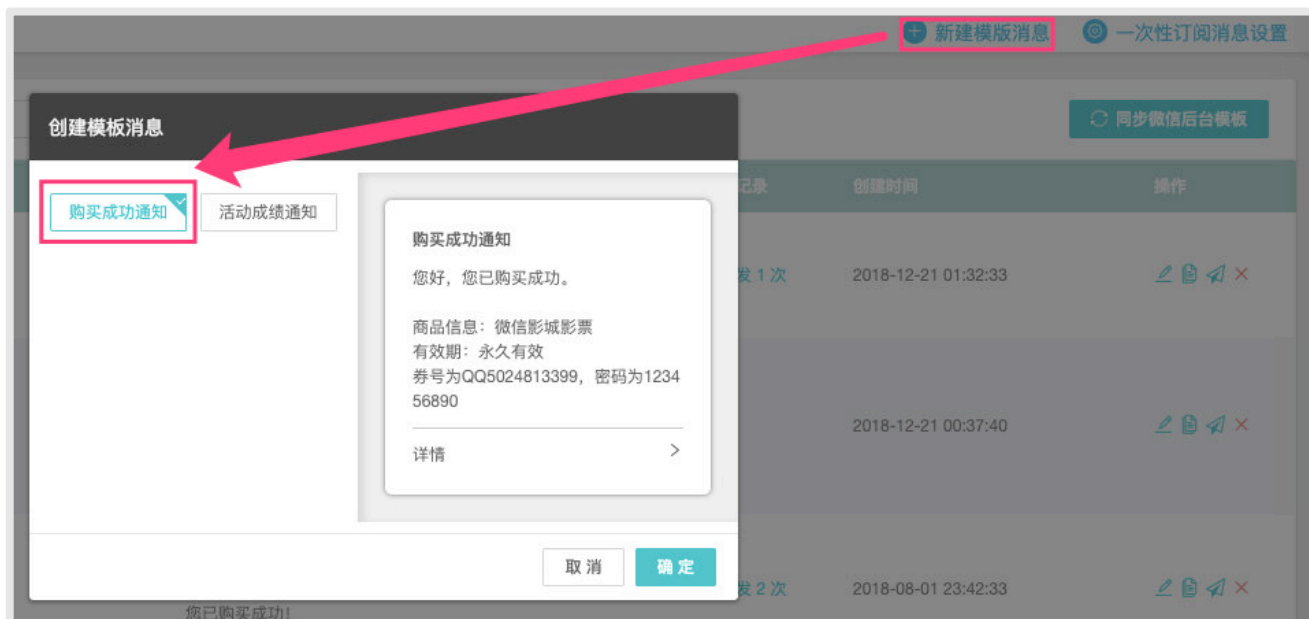 新建模版消息
一次性订阅消息设置
创建模板消息
同步微信后台模板
购买成功通知
活动成绩通知
记录
创建时间
操作
购买成功通知
您好，您已购买成功。
发 1 次
2018-12-21 01:32:33
商品信息：微信影城影票
有效期：永久有效
券号为QQ5024813399，密码为1234
56890
2018-12-21 00:37:40
详情
取 消
确 定
发 2 次
2018-08-01 23:42:33
您已购买成功！